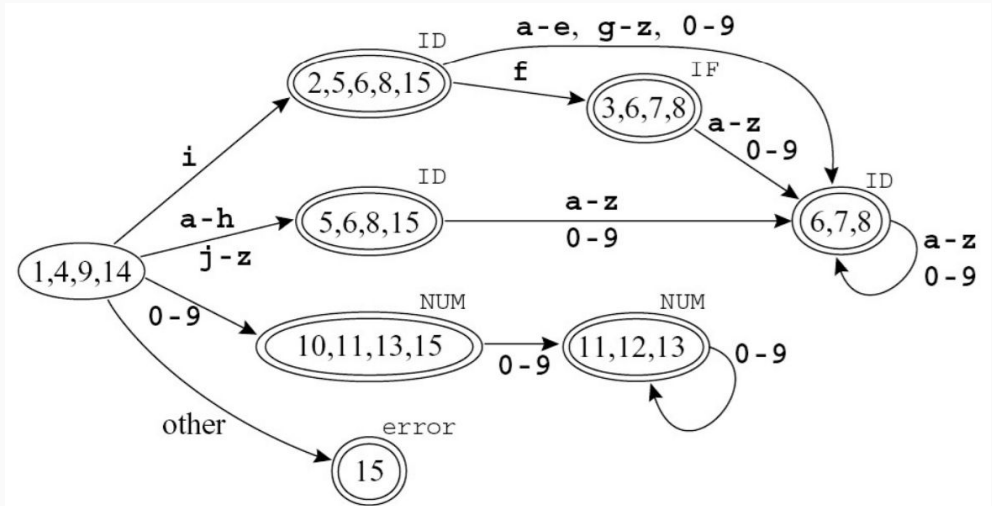 a-e, g-z, 0-9
ID
2,5,6,8,15
f
IF
3,6,7,8
a-z
0-9
i
ID
5,6,8,15
a-h
j-z
a-z
0-9
ID
6,7,8
a-z
0-9
1,4,9,14
0-9
NUM
10,11,13,15
0-9
NUM
11,12,13
0-9
other
error
15